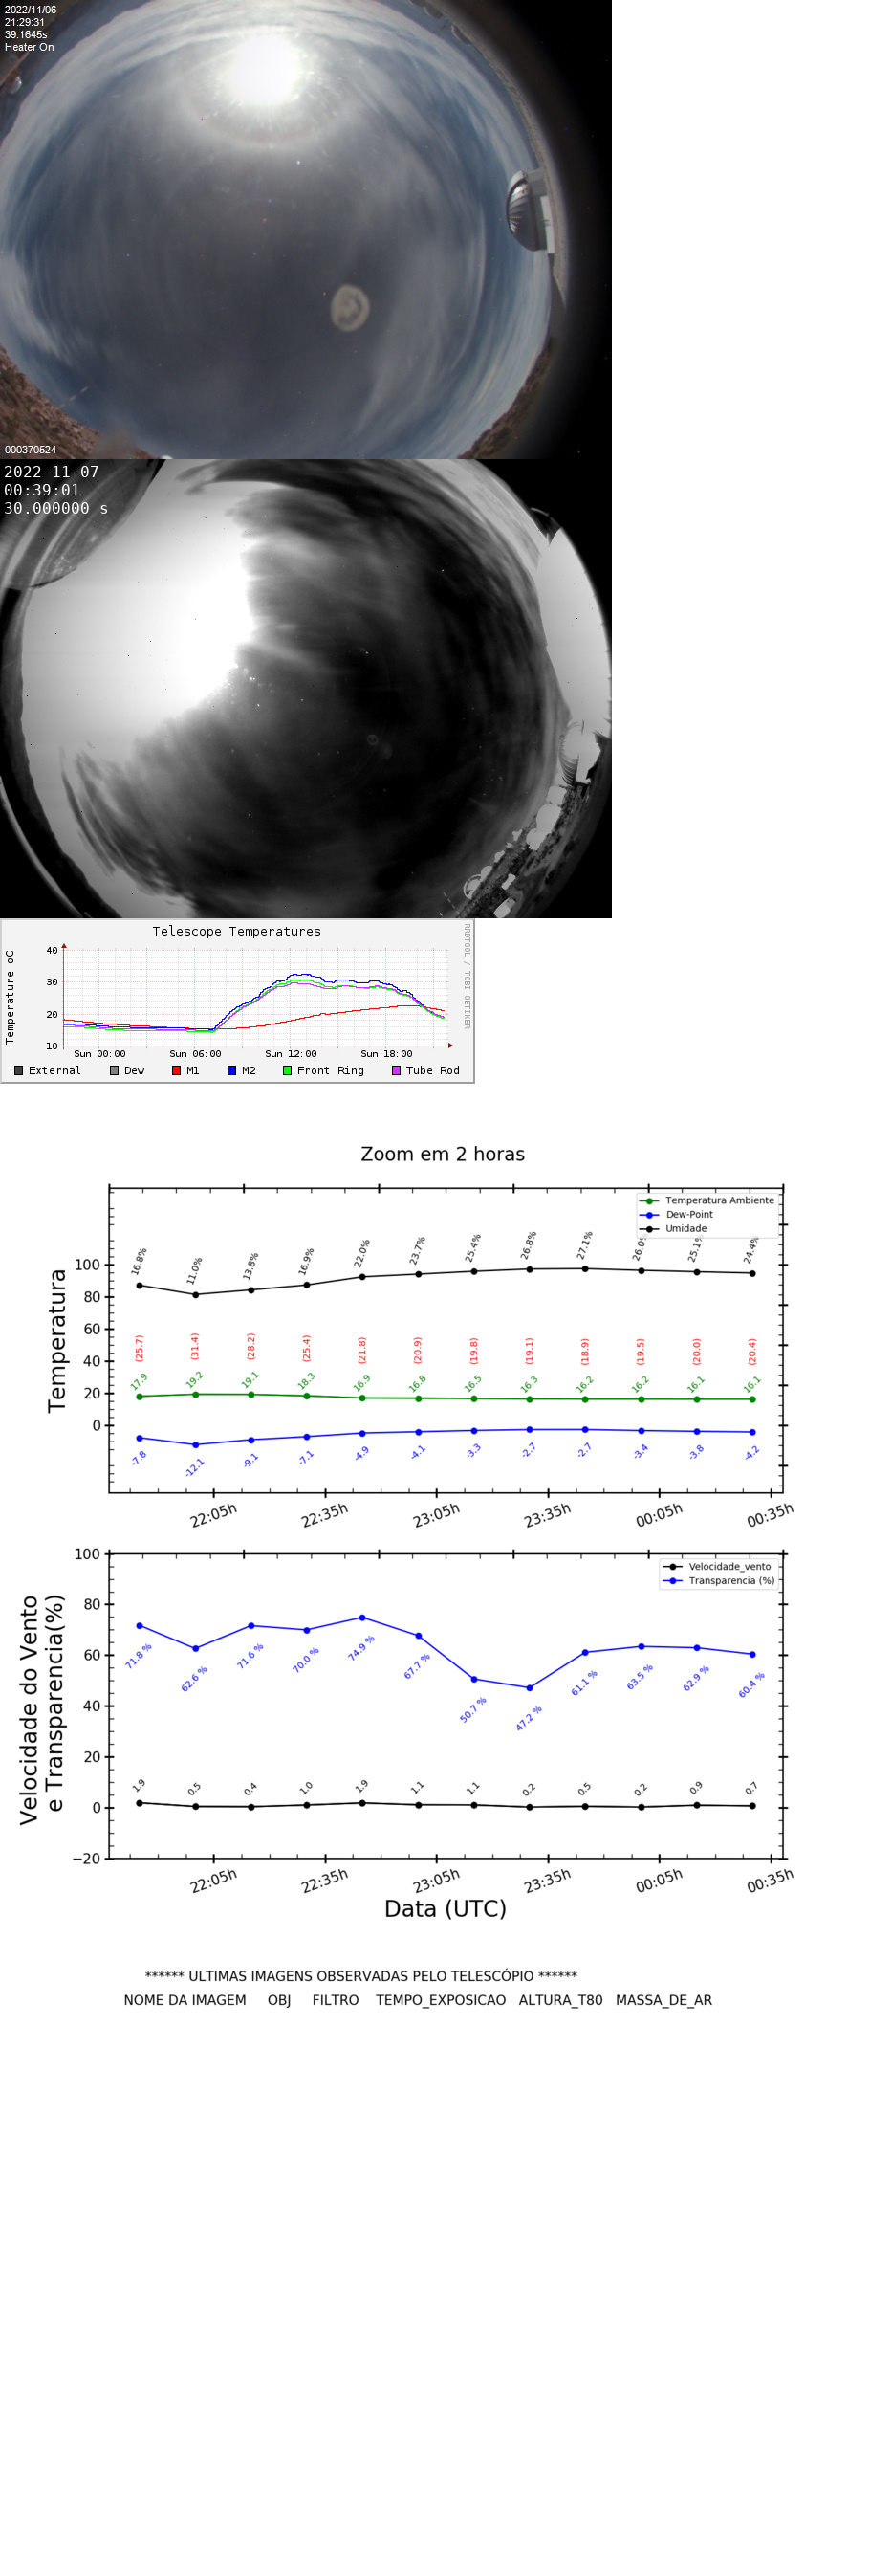 2022/11/06
21:29:31
39.1645s
Heater On
000370524
2022-11-07
00:39:01
30.000000 s
Telescope Temperatures
RRDTOOL / TOBI OETIKER
Temperature oC
40
30
20
10
Sun 00:00 Sun 06:00 Sun 12:00 Sun 18:00
External Dew M1 M2 Front Ring Tube Rod
Zoom em 2 horas
Temperatura Ambiente
Dew-Point
Umidade
Temperatura
100
80
60
40
20
0
16.8% 11.0% 13.8% 16.9% 22.0% 23.7% 25.4% 26.8% 27.1% 26.0% 25.1% 24.4%
(25.7) (31.4) (28.2) (25.4) (21.8) (20.9) (19.8) (19.1) (18.9) (19.5) (20.0) (20.4)
17.9 19.2 19.1 18.3 16.9 16.8 16.5 16.3 16.2 16.2 16.1 16.1
-7.8 -12.1 -9.1 -7.1 -4.9 -4.1 -3.3 -2.7 -2.7 -3.4 -3.8 -4.2
22:05h 22:35h 23:05h 23:35h 00:05h 00:35h
Velocidade_vento
Transparencia (%)
Velocidade do Vento
e Transparencia(%)
100
80
60
40
20
0
−20
71.8 % 62.6 % 71.6 % 70.0 % 74.9 % 67.7 % 50.7 % 47.2 % 61.1 % 63.5 % 62.9 % 60.4 %
1.9 0.5 0.4 1.0 1.9 1.1 1.1 0.2 0.5 0.2 0.9 0.7
22:05h 22:35h 23:05h 23:35h 00:05h 00:35h
Data (UTC)
****** ULTIMAS IMAGENS OBSERVADAS PELO TELESCÓPIO ******
NOME DA IMAGEM OBJ FILTRO TEMPO_EXPOSICAO ALTURA_T80 MASSA_DE_AR